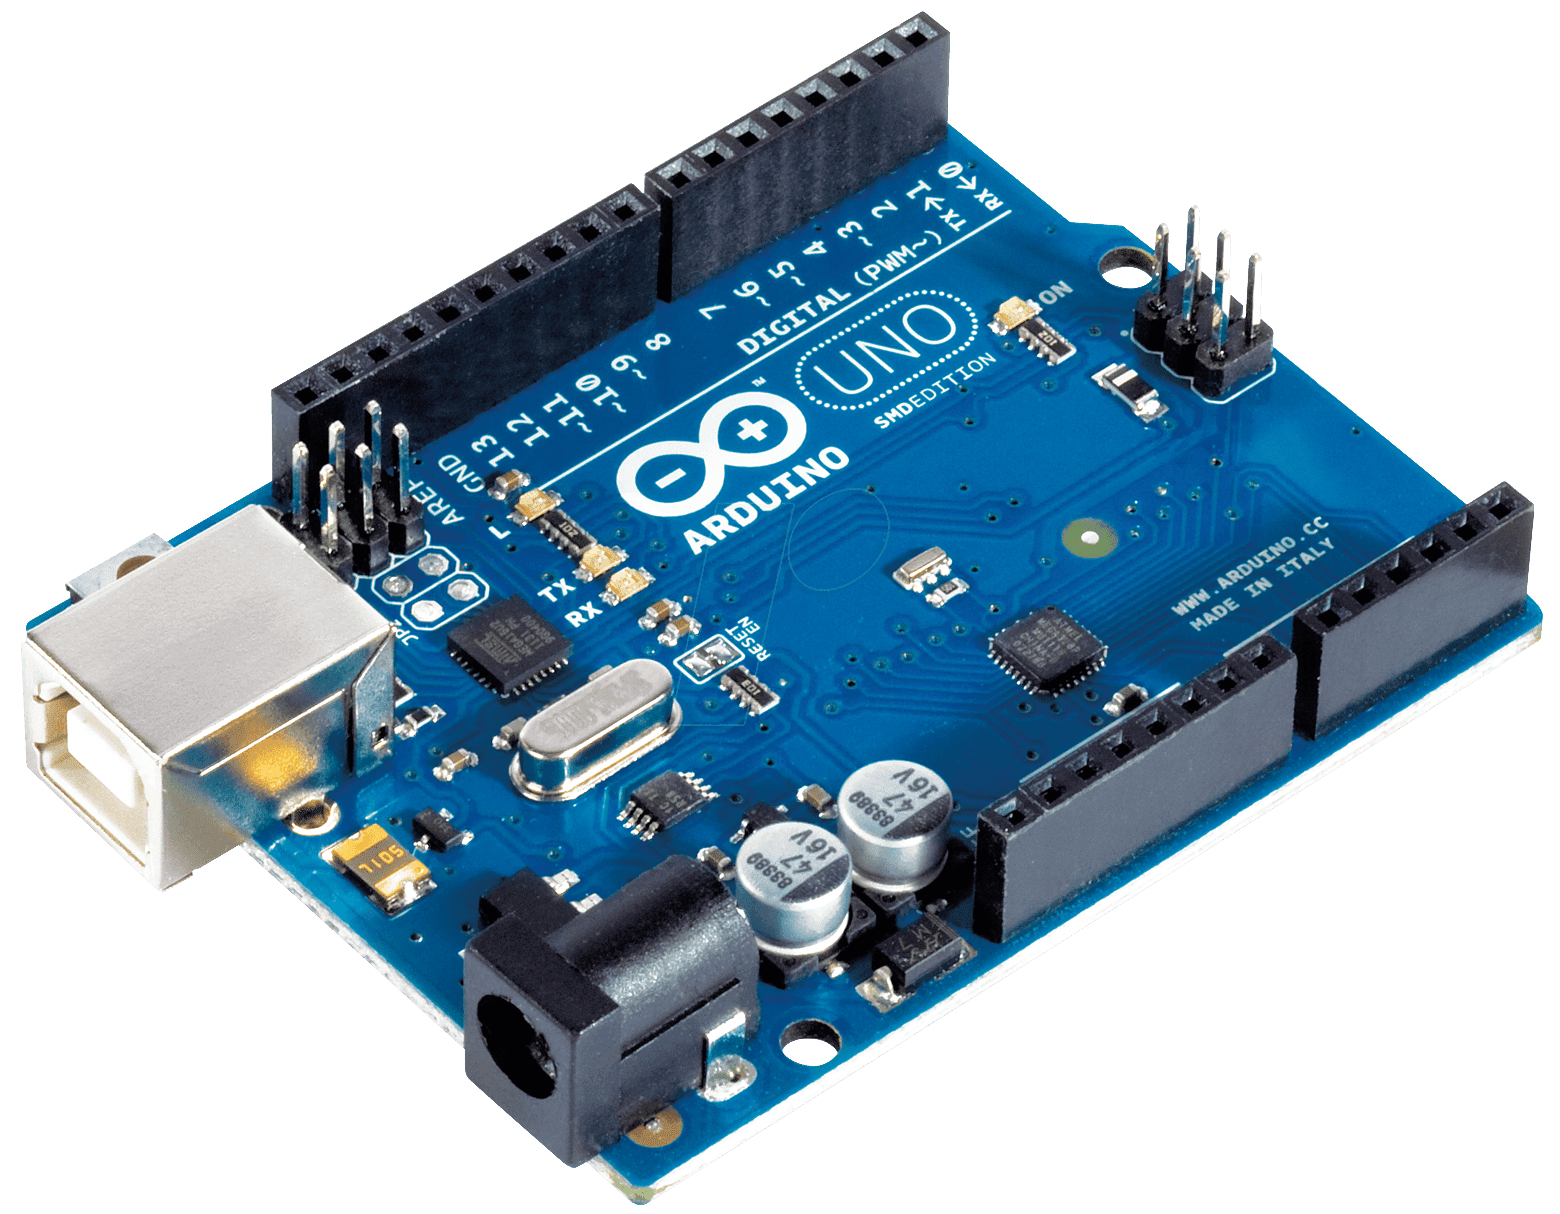 RX←0
TX→1
2
~3
4
~5
~6
7
8
~9
~10
~11
12
13
GND
AREF
DIGITAL (PWM~)
UNO
SMDEDITION
TM
ARDUINO
ON
L
TX
RX
RESET
EN
WWW.ARDUINO.CC
MADE IN ITALY
47
16V
47
16V
M7